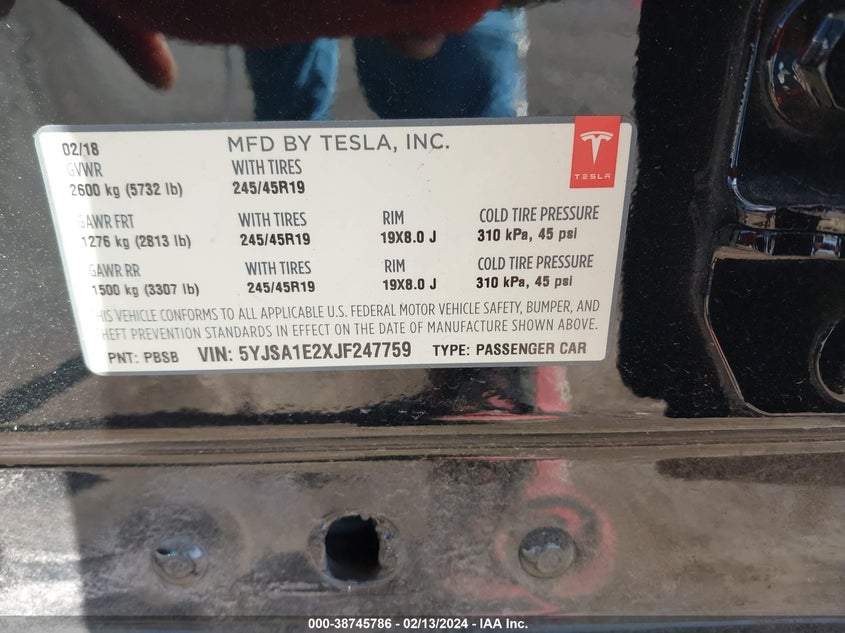 02/18 MFD BY TESLA, INC.
GVWR WITH TIRES
2600 kg (5732 lb) 245/45R19
TESLA
GAWR FRT WITH TIRES RIM COLD TIRE PRESSURE
1276 kg (2813 lb) 245/45R19 19X8.0 J 310 kPa, 45 psi
GAWR RR WITH TIRES RIM COLD TIRE PRESSURE
1500 kg (3307 lb) 245/45R19 19X8.0 J 310 kPa, 45 psi
THIS VEHICLE CONFORMS TO ALL APPLICABLE U.S. FEDERAL MOTOR VEHICLE SAFETY, BUMPER, AND
THEFT PREVENTION STANDARDS IN EFFECT ON THE DATE OF MANUFACTURE SHOWN ABOVE.
PNT: PBSB VIN: 5YJSA1E2XJF247759 TYPE: PASSENGER CAR
000-38745786 - 02/13/2024 - IAA Inc.